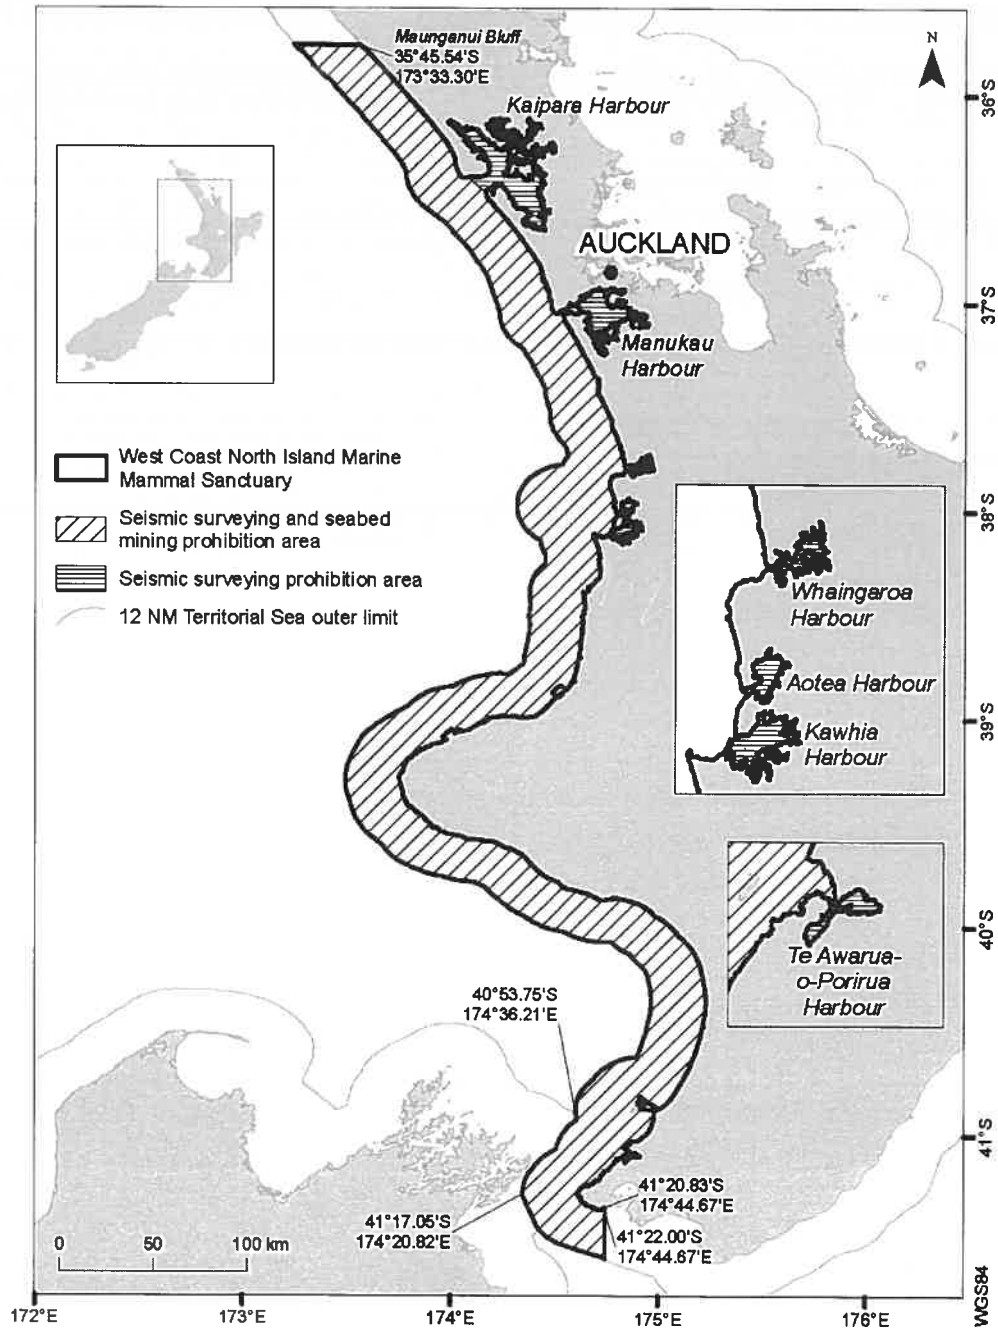 Maunganui Bluff
35°45.54'S
173°33.30'E
N
Kaipara Harbour
36°S
AUCKLAND
37°S
Manukau
Harbour
West Coast North Island Marine
Mammal Sanctuary
Seismic surveying and seabed
mining prohibition area
Seismic surveying prohibition area
12 NM Territorial Sea outer limit
38°S
Whaingaroa
Harbour
Aotea Harbour
Kawhia
Harbour
39°S
40°S
Te Awarua-
o-Porirua
Harbour
40°53.75'S
174°36.21'E
41°S
41°20.83'S
174°44.67'E
41°17.05'S
174°20.82'E
41°22.00'S
174°44.67'E
0 50 100 km
WGS84
172°E 173°E 174°E 175°E 176°E